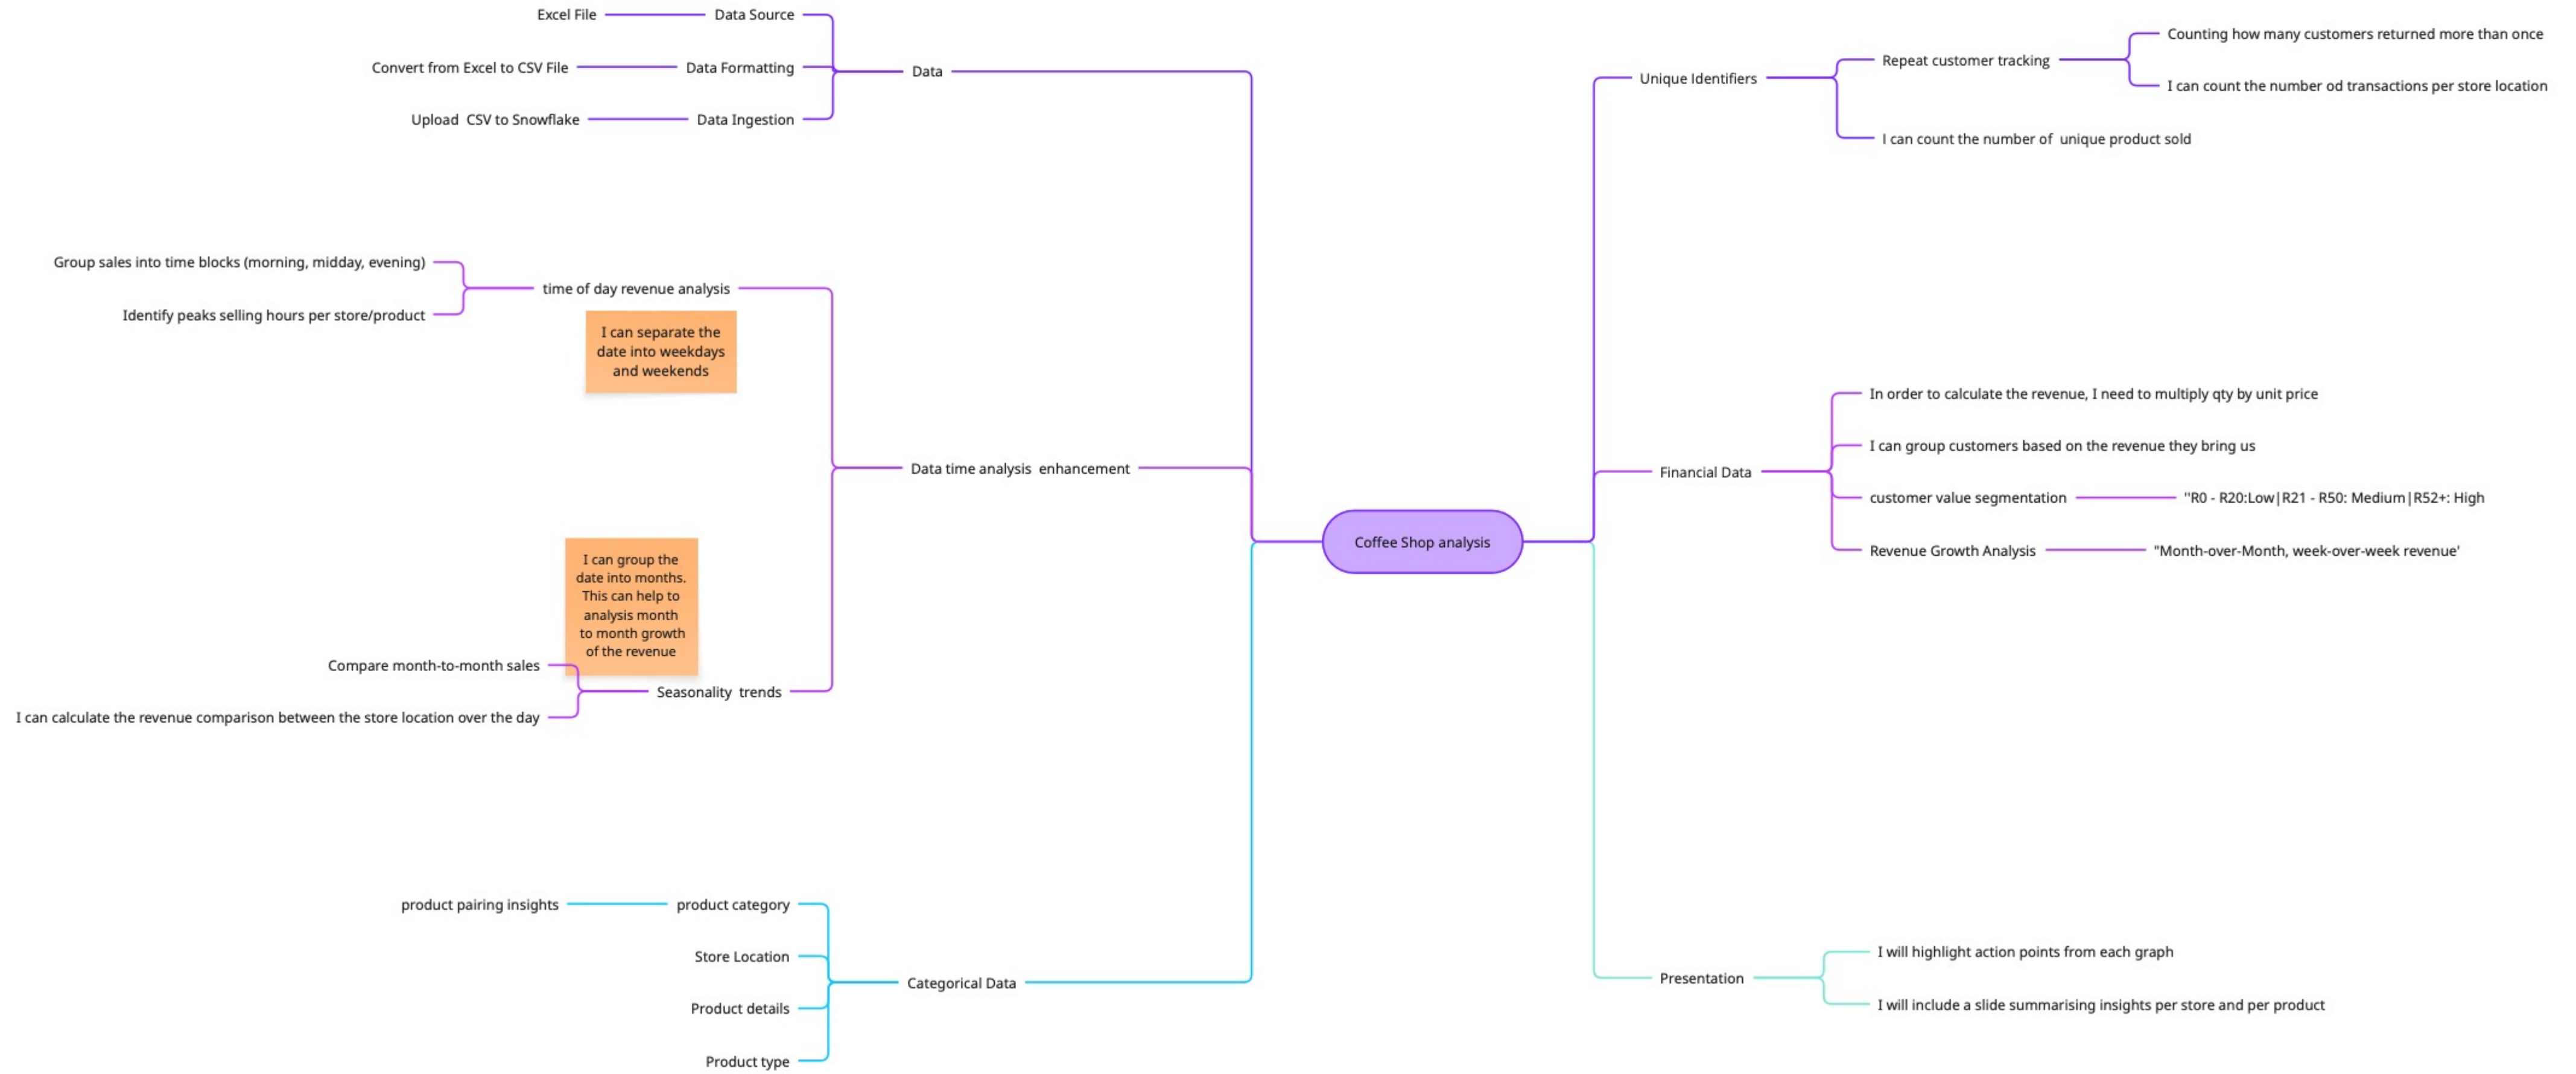 Excel File
Data Source
Convert from Excel to CSV File
Data Formatting
Data
Upload  CSV to Snowflake
Data Ingestion
Group sales into time blocks (morning, midday, evening)
time of day revenue analysis
Identify peaks selling hours per store/product
I can separate the
date into weekdays
and weekends
Data time analysis  enhancement
I can group the
date into months.
This can help to
analysis month
to month growth
of the revenue
Compare month-to-month sales
Seasonality  trends
I can calculate the revenue comparison between the store location over the day
product pairing insights
product category
Store Location
Categorical Data
Product details
Product type
Coffee Shop analysis
Unique Identifiers
Repeat customer tracking
Counting how many customers returned more than once
I can count the number od transactions per store location
I can count the number of  unique product sold
Financial Data
In order to calculate the revenue, I need to multiply qty by unit price
I can group customers based on the revenue they bring us
customer value segmentation
''R0 - R20:Low|R21 - R50: Medium|R52+: High
Revenue Growth Analysis
"Month-over-Month, week-over-week revenue'
Presentation
I will highlight action points from each graph
I will include a slide summarising insights per store and per product